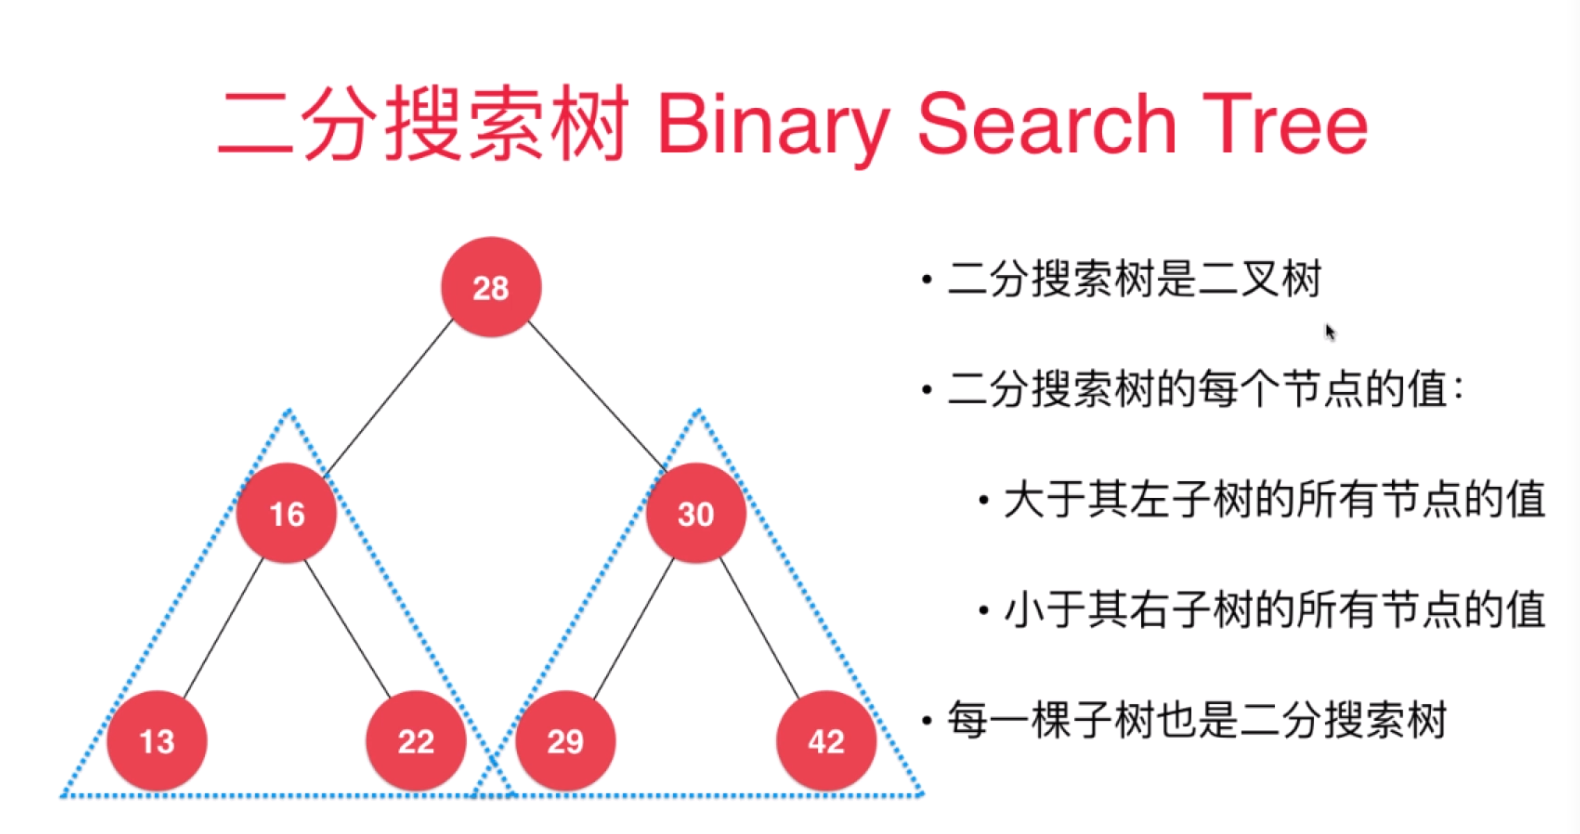 二分搜索树 Binary Search Tree
28
16
30
13
22
29
42
• 二分搜索树是二叉树
• 二分搜索树的每个节点的值：
• 大于其左子树的所有节点的值
• 小于其右子树的所有节点的值
• 每一棵子树也是二分搜索树